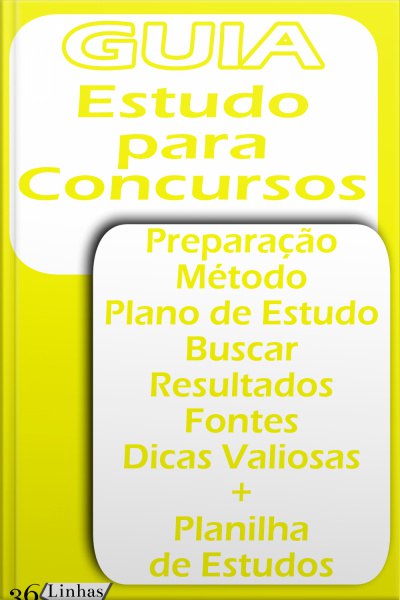 GUIA
Estudo
para
Concursos
Preparação
Método
Plano de Estudo
Buscar
Resultados
Fontes
Dicas Valiosas
+
Planilha
de Estudos
36 Linhas